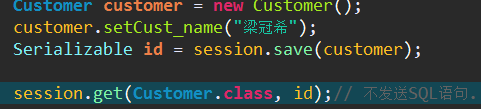 Customer customer = new Customer();
customer.setCust_name("梁冠希");
Serializable id = session.save(customer);
session.get(Customer.class, id);// 不发送SQL语句.